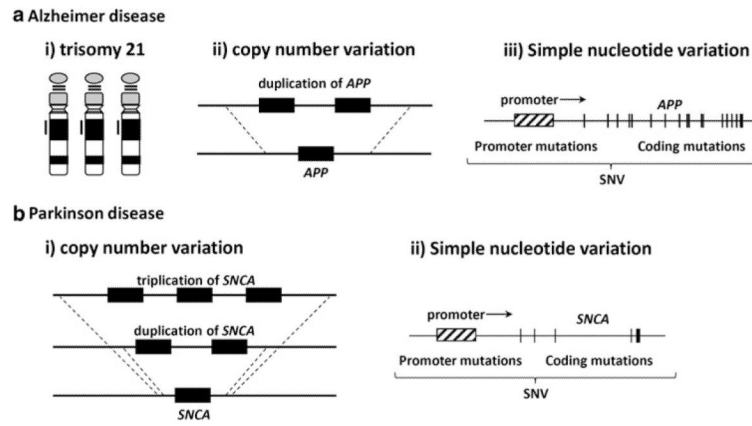 a Alzheimer disease
i) trisomy 21
ii) copy number variation
iii) Simple nucleotide variation
duplication of APP
APP
promoter
APP
Promoter mutations
Coding mutations
SNV
b Parkinson disease
i) copy number variation
ii) Simple nucleotide variation
triplication of SNCA
duplication of SNCA
SNCA
promoter
SNCA
Promoter mutations
Coding mutations
SNV